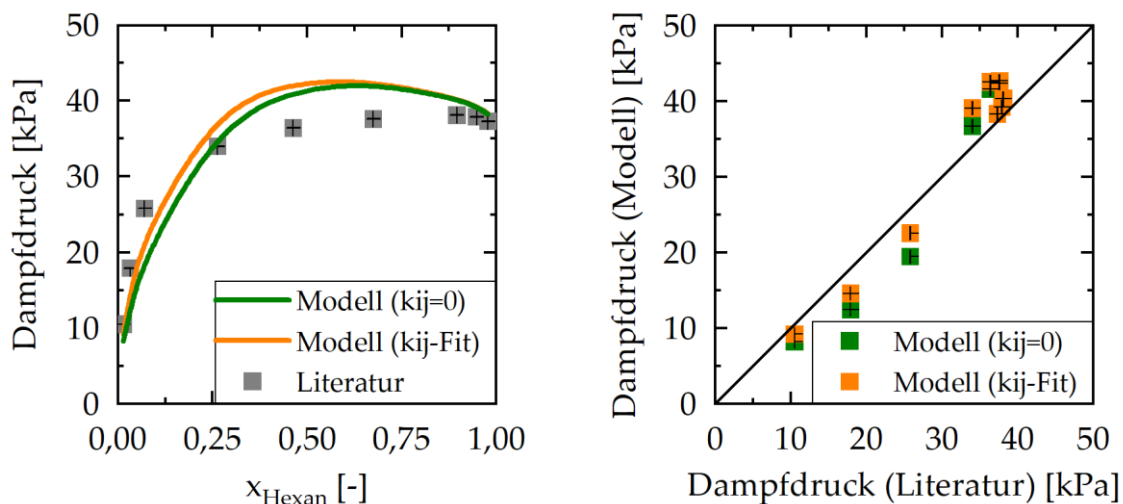 50
40
30
20
10
0
Dampfdruck [kPa]
Modell (kij=0)
Modell (kij-Fit)
Literatur
0,00 0,25 0,50 0,75 1,00
xHexan [-]
50
40
30
20
10
0
Dampfdruck (Modell) [kPa]
Modell (kij=0)
Modell (kij-Fit)
0 10 20 30 40 50
Dampfdruck (Literatur) [kPa]